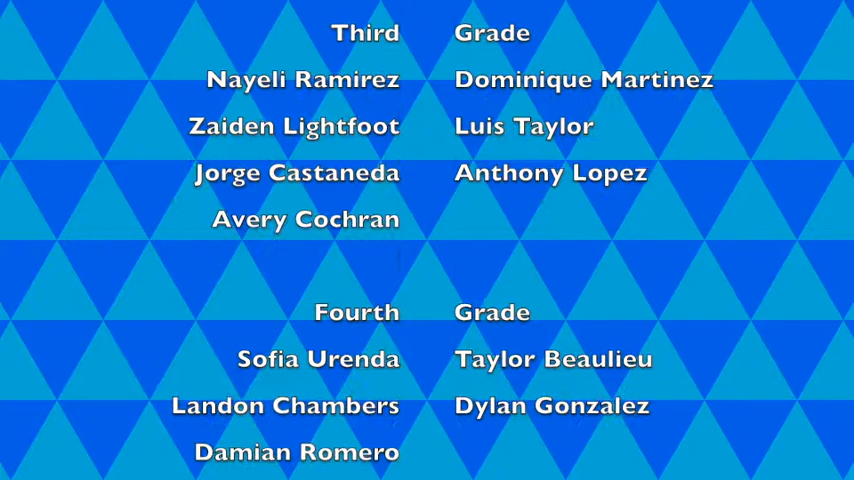 Third Grade
Nayeli Ramirez Dominique Martinez
Zaiden Lightfoot Luis Taylor
Jorge Castaneda Anthony Lopez
Avery Cochran
Fourth Grade
Sofia Urenda Taylor Beaulieu
Landon Chambers Dylan Gonzalez
Damian Romero